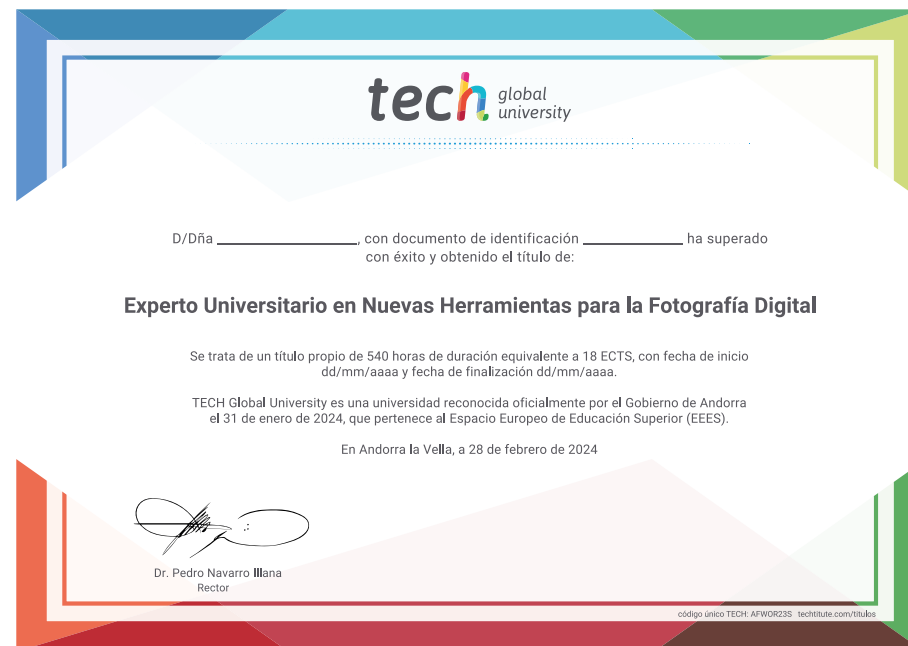 tech global
university
D/Dña ____________________, con documento de identificación ______________ ha superado
con éxito y obtenido el título de:
Experto Universitario en Nuevas Herramientas para la Fotografía Digital
Se trata de un título propio de 540 horas de duración equivalente a 18 ECTS, con fecha de inicio
dd/mm/aaaa y fecha de finalización dd/mm/aaaa.
TECH Global University es una universidad reconocida oficialmente por el Gobierno de Andorra
el 31 de enero de 2024, que pertenece al Espacio Europeo de Educación Superior (EEES).
En Andorra la Vella, a 28 de febrero de 2024
Dr. Pedro Navarro Illana
Rector
código único TECH: AFWOR23S techtitute.com/titulos